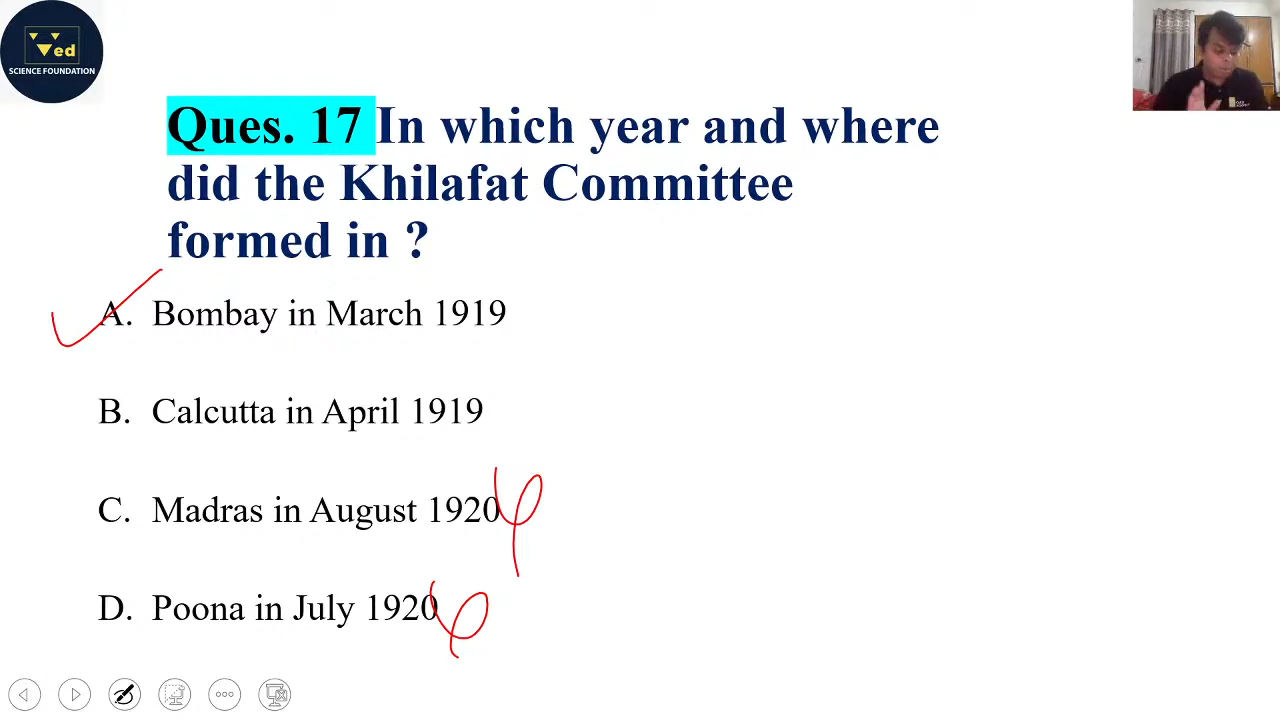 ed
SCIENCE FOUNDATION
Ques. 17 In which year and where
did the Khilafat Committee
formed in ?
A. Bombay in March 1919
B. Calcutta in April 1919
C. Madras in August 1920
D. Poona in July 1920